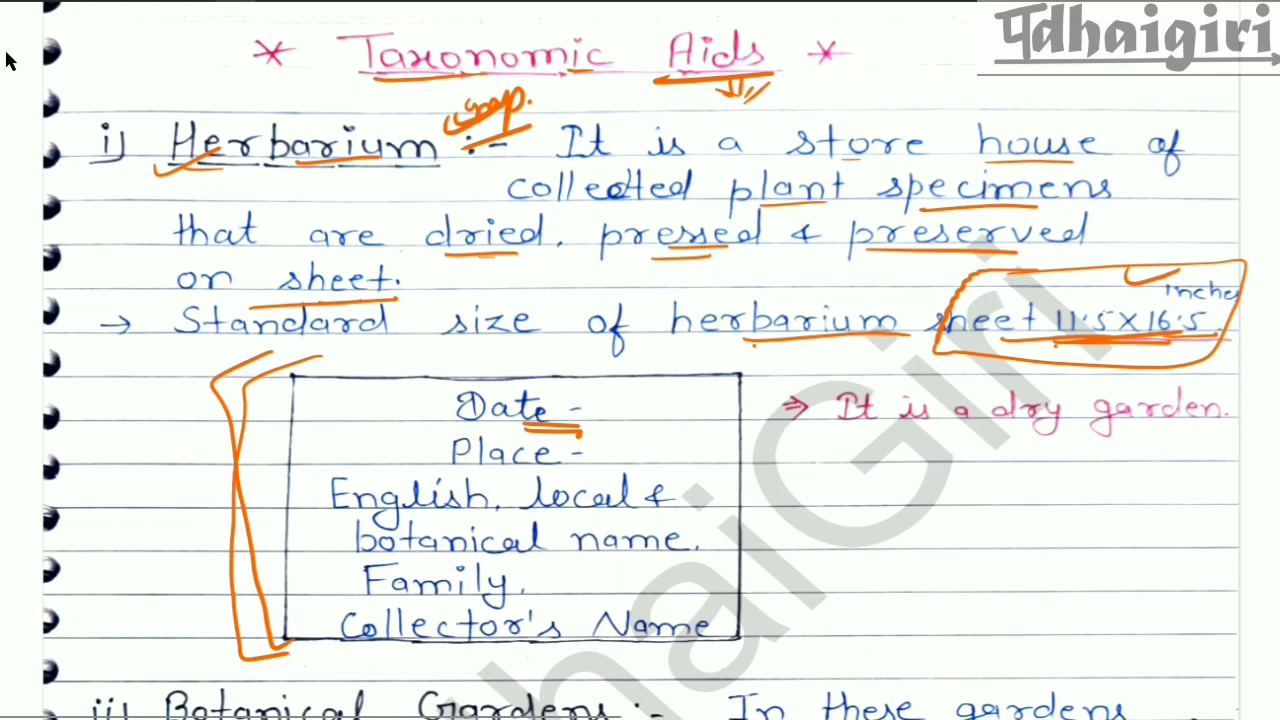 पdhaigiri
* Taxonomic Aids *
Imp.
i) Herbarium :- It is a store house of
collected plant specimens
that are dried, pressed & preserved
on sheet.
inches
→ Standard size of herbarium sheet 11.5×16.5.
Date -
⇒ It is a dry garden.
Place -
English, local &
botanical name.
Family,
Collector's Name
ii) Botanical Gardens :- In these gardens
haiGiri